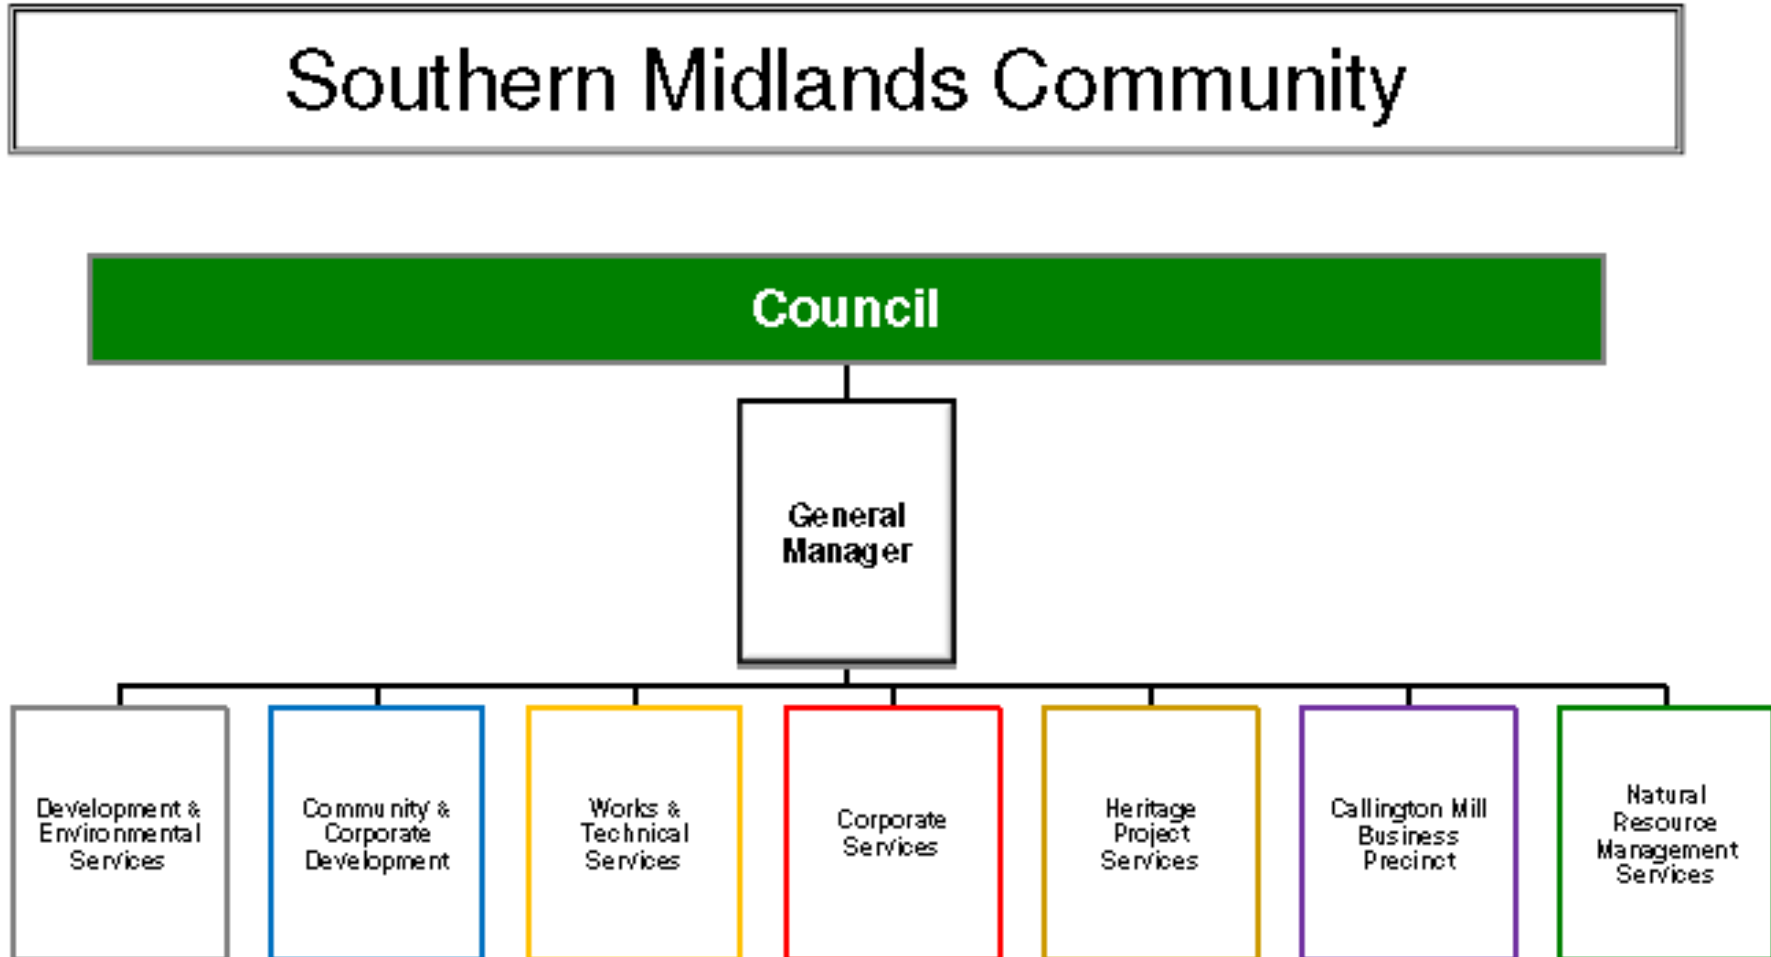 Southern Midlands Community
Council
General
Manager
Development &
Environmental
Services
Community &
Corporate
Development
Works &
Technical
Services
Corporate
Services
Heritage
Project
Services
Callington Mill
Business
Precinct
Natural
Resource
Management
Services